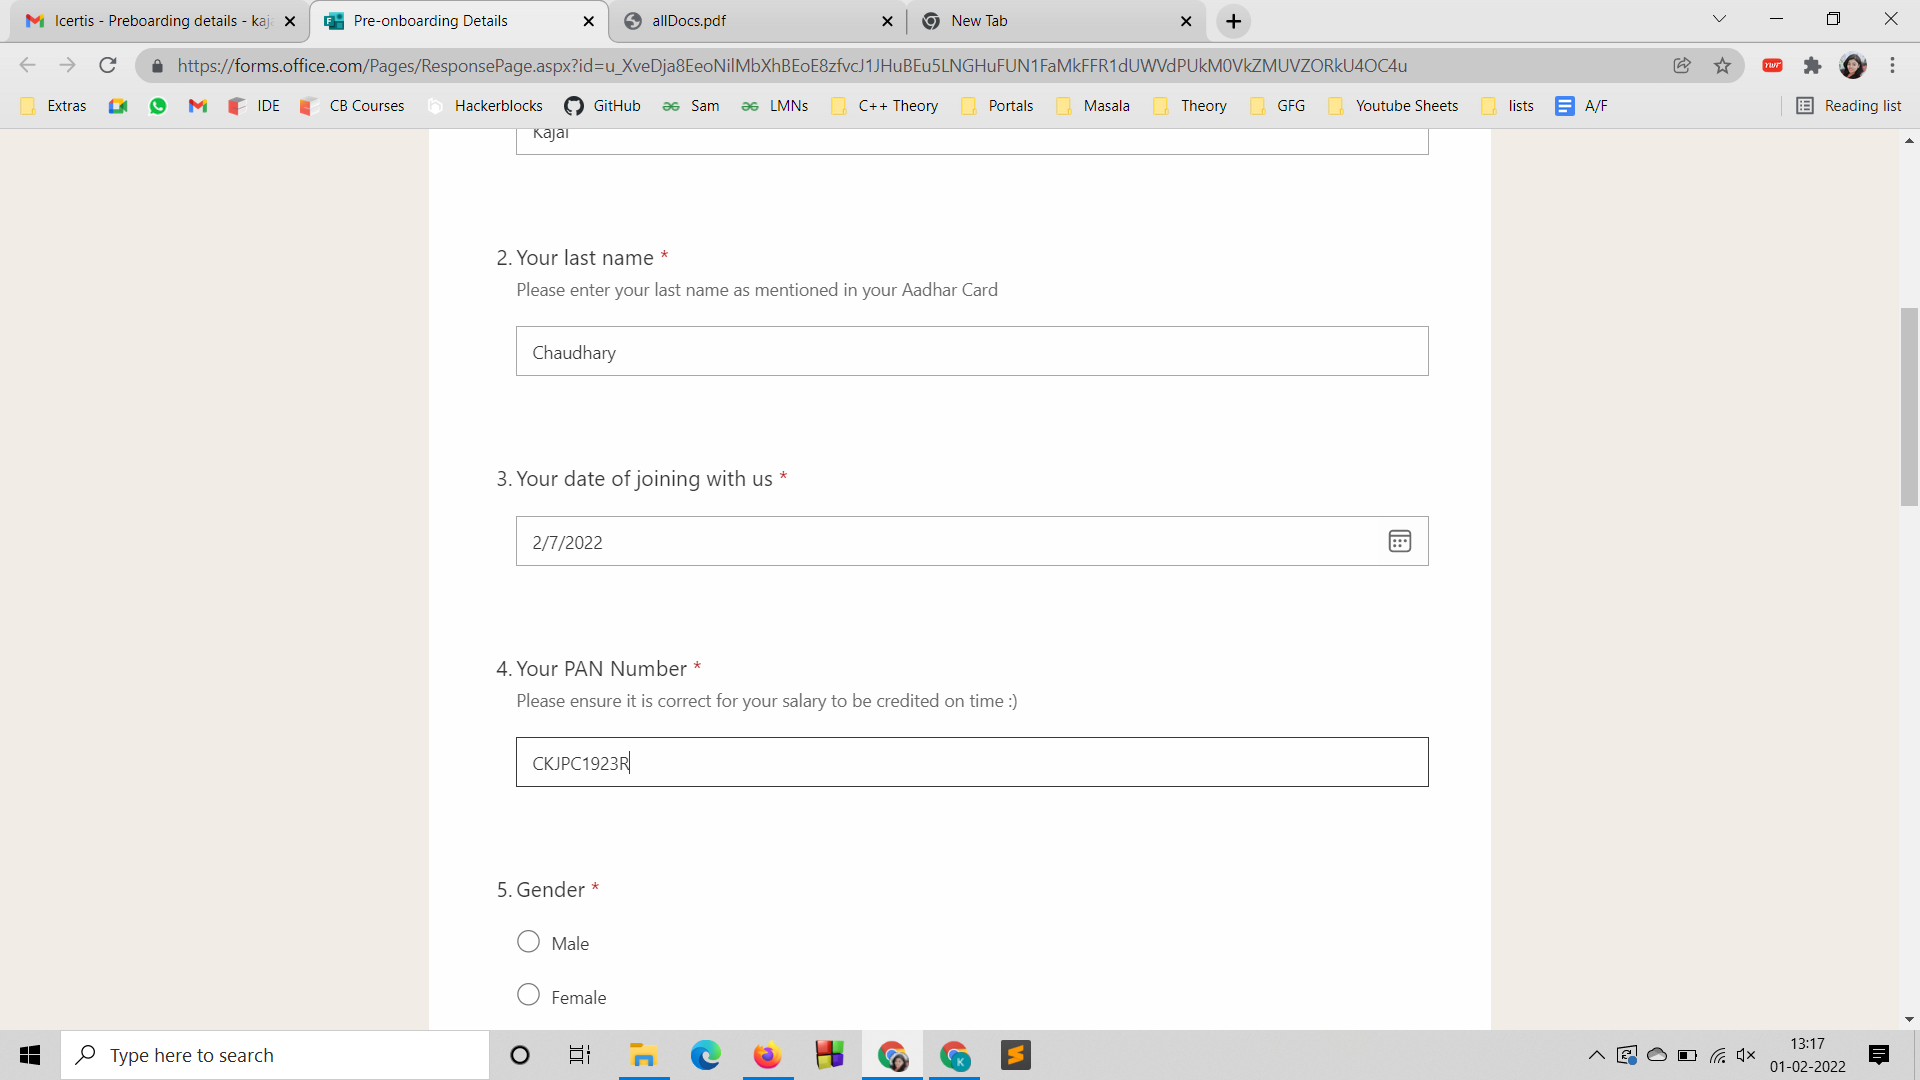 Icertis - Preboarding details - kaj
Pre-onboarding Details
allDocs.pdf
New Tab
https://forms.office.com/Pages/ResponsePage.aspx?id=u_XveDja8EeoNilMbXhBEoE8zfvcJ1JHuBEu5LNGHuFUN1FaMkFFR1dUWVdPUkM0VkZMUVZORkU4OC4u
Extras
IDE
CB Courses
Hackerblocks
GitHub
Sam
LMNs
C++ Theory
Portals
Masala
Theory
GFG
Youtube Sheets
lists
A/F
Reading list
Kajal
2. Your last name *
Please enter your last name as mentioned in your Aadhar Card
Chaudhary
3. Your date of joining with us *
2/7/2022
4. Your PAN Number *
Please ensure it is correct for your salary to be credited on time :)
CKJPC1923R
5. Gender *
Male
Female
Type here to search
K
13:17
01-02-2022